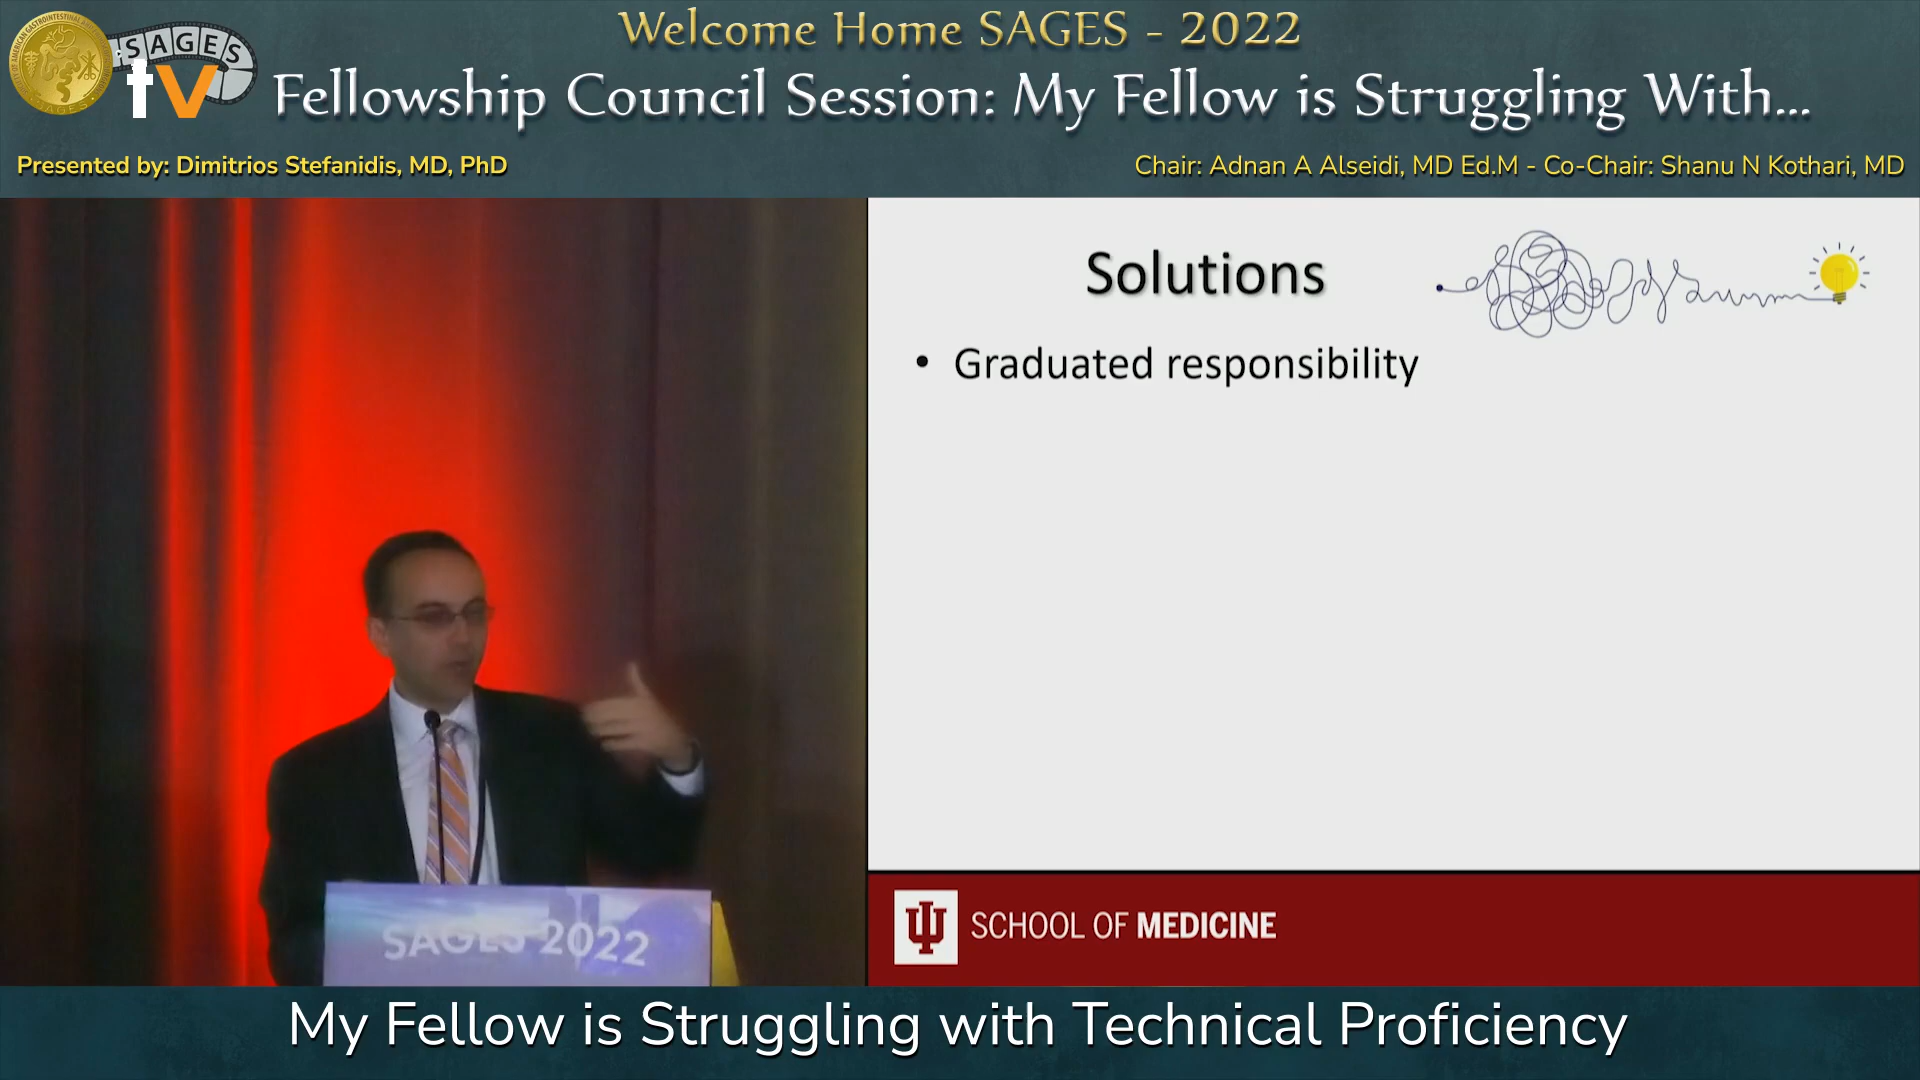 Welcome Home SAGES - 2022
SAGES
tv
Fellowship Council Session: My Fellow is Struggling With...
Presented by: Dimitrios Stefanidis, MD, PhD
Chair: Adnan A Alseidi, MD Ed.M - Co-Chair: Shanu N Kothari, MD
Solutions
• Graduated responsibility
SAGES 2022
SCHOOL OF MEDICINE
My Fellow is Struggling with Technical Proficiency